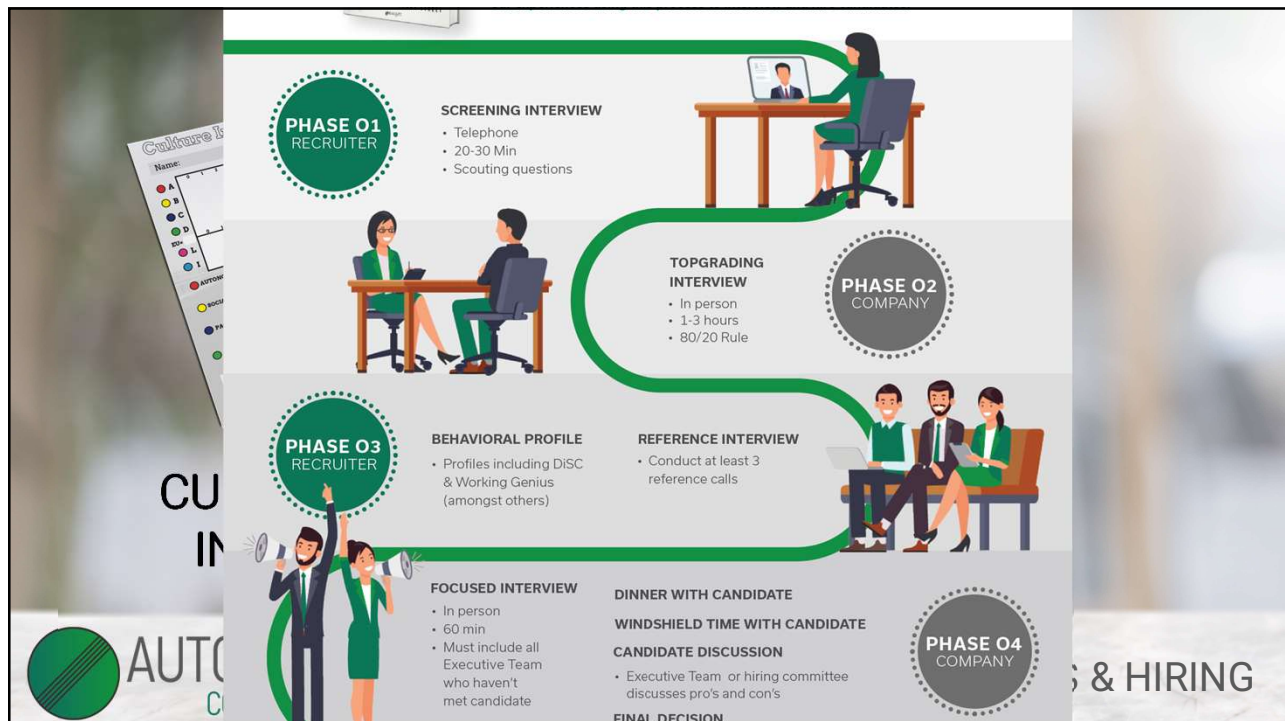 Culture
Name:
A
B
C
D
L
I
PHASE 01
RECRUITER
SCREENING INTERVIEW
• Telephone
• 20-30 Min
• Scouting questions
TOPGRADING
INTERVIEW
• In person
• 1-3 hours
• 80/20 Rule
PHASE 02
COMPANY
PHASE 03
RECRUITER
BEHAVIORAL PROFILE
• Profiles including DiSC
& Working Genius
(amongst others)
REFERENCE INTERVIEW
• Conduct at least 3
reference calls
CU
IN
FOCUSED INTERVIEW
• In person
• 60 min
• Must include all
Executive Team
who haven't
met candidate
DINNER WITH CANDIDATE
WINDSHIELD TIME WITH CANDIDATE
CANDIDATE DISCUSSION
• Executive Team or hiring committee
discusses pro's and con's
FINAL DECISION
PHASE 04
COMPANY
AUTO
& HIRING